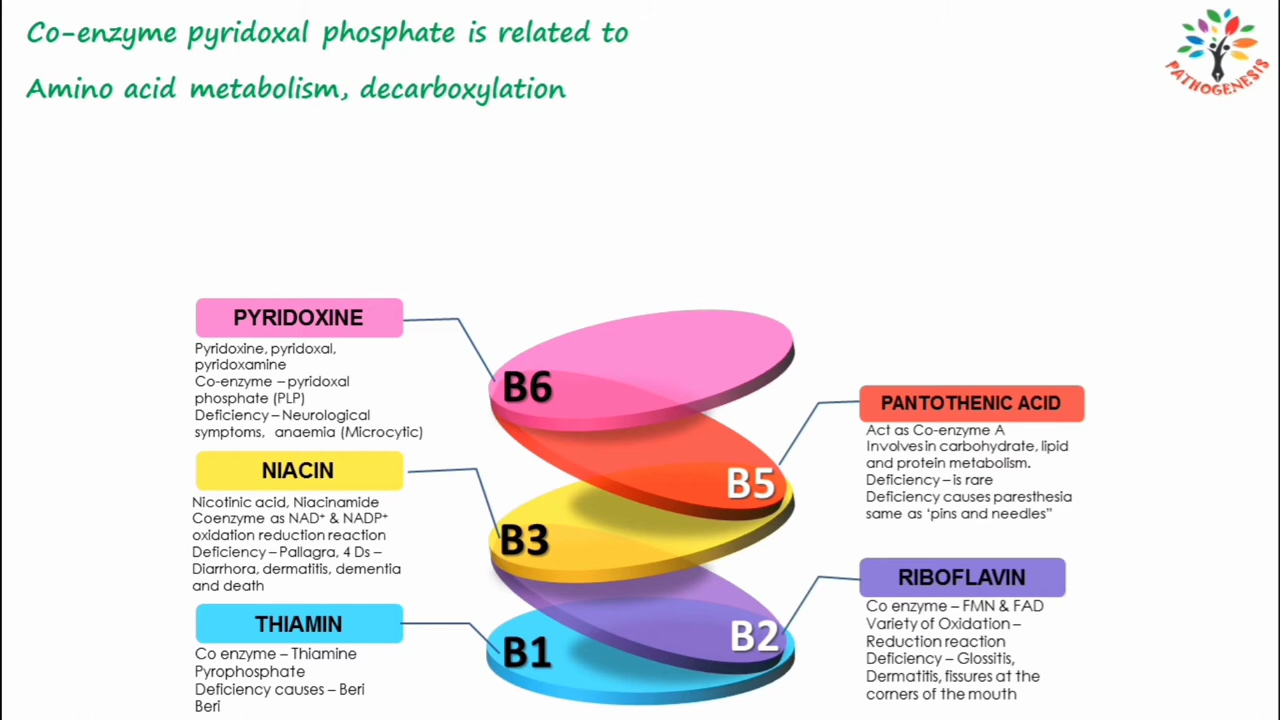 Co-enzyme pyridoxal phosphate is related to
Amino acid metabolism, decarboxylation
PATHOGENESIS
PYRIDOXINE
Pyridoxine, pyridoxal,
pyridoxamine
Co-enzyme – pyridoxal
phosphate (PLP)
Deficiency – Neurological
symptoms, anaemia (Microcytic)
B6
PANTOTHENIC ACID
Act as Co-enzyme A
Involves in carbohydrate, lipid
and protein metabolism.
Deficiency – is rare
Deficiency causes paresthesia
same as ‘pins and needles”
B5
NIACIN
Nicotinic acid, Niacinamide
Coenzyme as NAD⁺ & NADP⁺
oxidation reduction reaction
Deficiency – Pallagra, 4 Ds –
Diarrhora, dermatitis, dementia
and death
B3
RIBOFLAVIN
Co enzyme – FMN & FAD
Variety of Oxidation –
Reduction reaction
Deficiency – Glossitis,
Dermatitis, fissures at the
corners of the mouth
B2
THIAMIN
Co enzyme – Thiamine
Pyrophosphate
Deficiency causes – Beri
Beri
B1